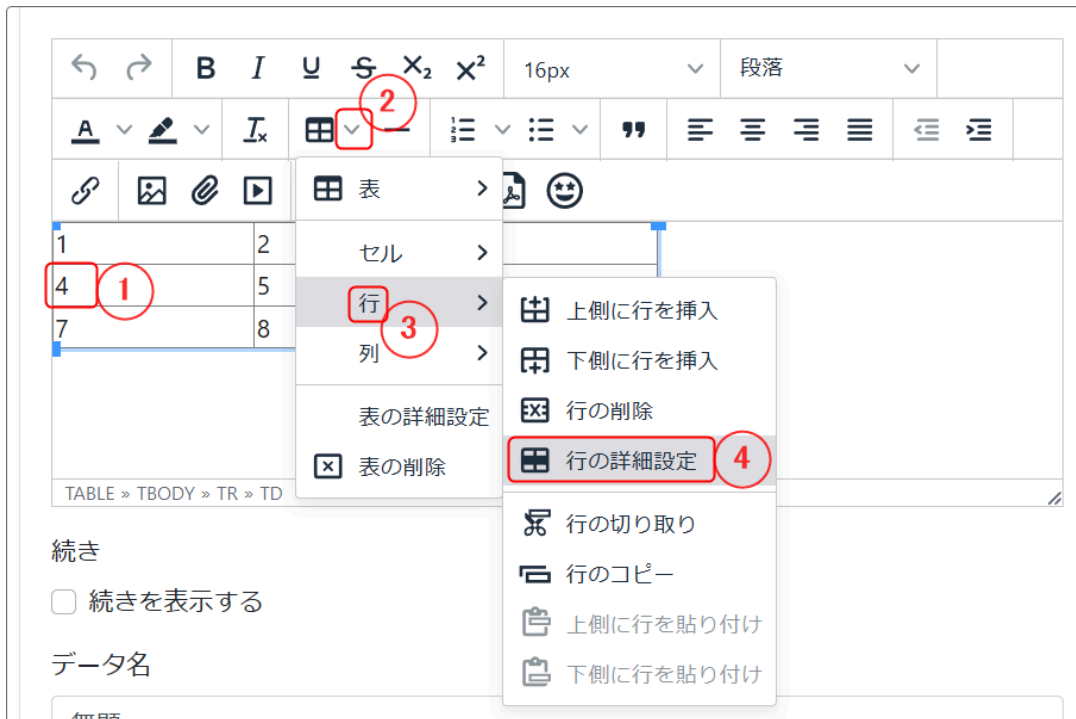 B I U S X₂ X² 16px 段落
②
A Tx
表
1 2
セル
4 ① 5
行 ③
上側に行を挿入
7 8
列
下側に行を挿入
行の削除
表の詳細設定
行の詳細設定 ④
表の削除
TABLE » TBODY » TR » TD
行の切り取り
続き
行のコピー
続きを表示する
上側に行を貼り付け
データ名
下側に行を貼り付け
無題